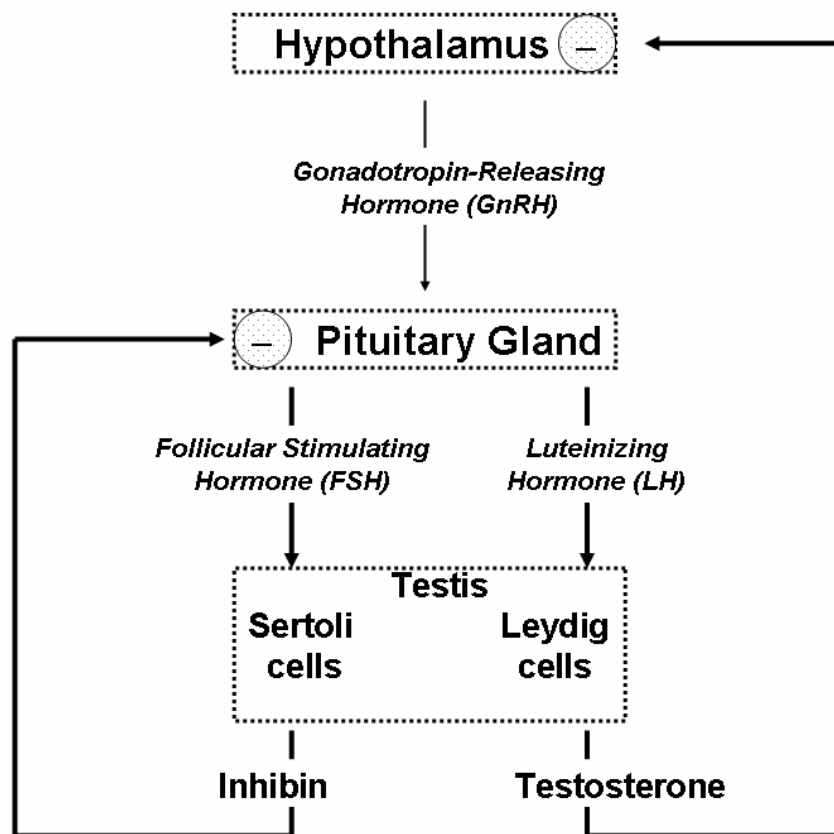 Hypothalamus –
Gonadotropin-Releasing
Hormone (GnRH)
– Pituitary Gland
Follicular Stimulating
Hormone (FSH)
Luteinizing
Hormone (LH)
Testis
Sertoli
cells
Leydig
cells
Inhibin
Testosterone